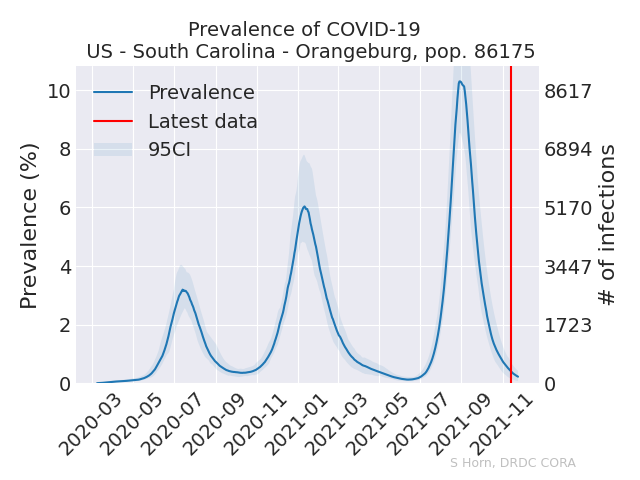 Prevalence of COVID-19
US - South Carolina - Orangeburg, pop. 86175
Prevalence
Latest data
95CI
Prevalence (%)
10
8
6
4
2
0
# of infections
8617
6894
5170
3447
1723
0
2020-03
2020-05
2020-07
2020-09
2020-11
2021-01
2021-03
2021-05
2021-07
2021-09
2021-11
S Horn, DRDC CORA